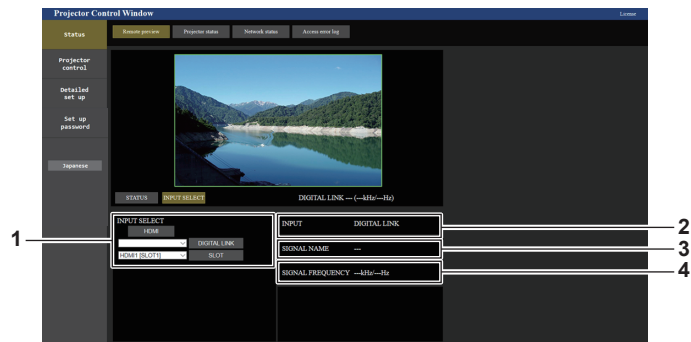 Projector Control Window
License
Status
Remote preview
Projector status
Network status
Access error log
Projector
control
Detailed
set up
Set up
password
Japanese
STATUS
INPUT SELECT
DIGITAL LINK --- (---kHz/---Hz)
INPUT SELECT
HDMI
DIGITAL LINK
HDMI1 [SLOT1]
SLOT
INPUT DIGITAL LINK
SIGNAL NAME ---
SIGNAL FREQUENCY ---kHz/---Hz
1
2
3
4